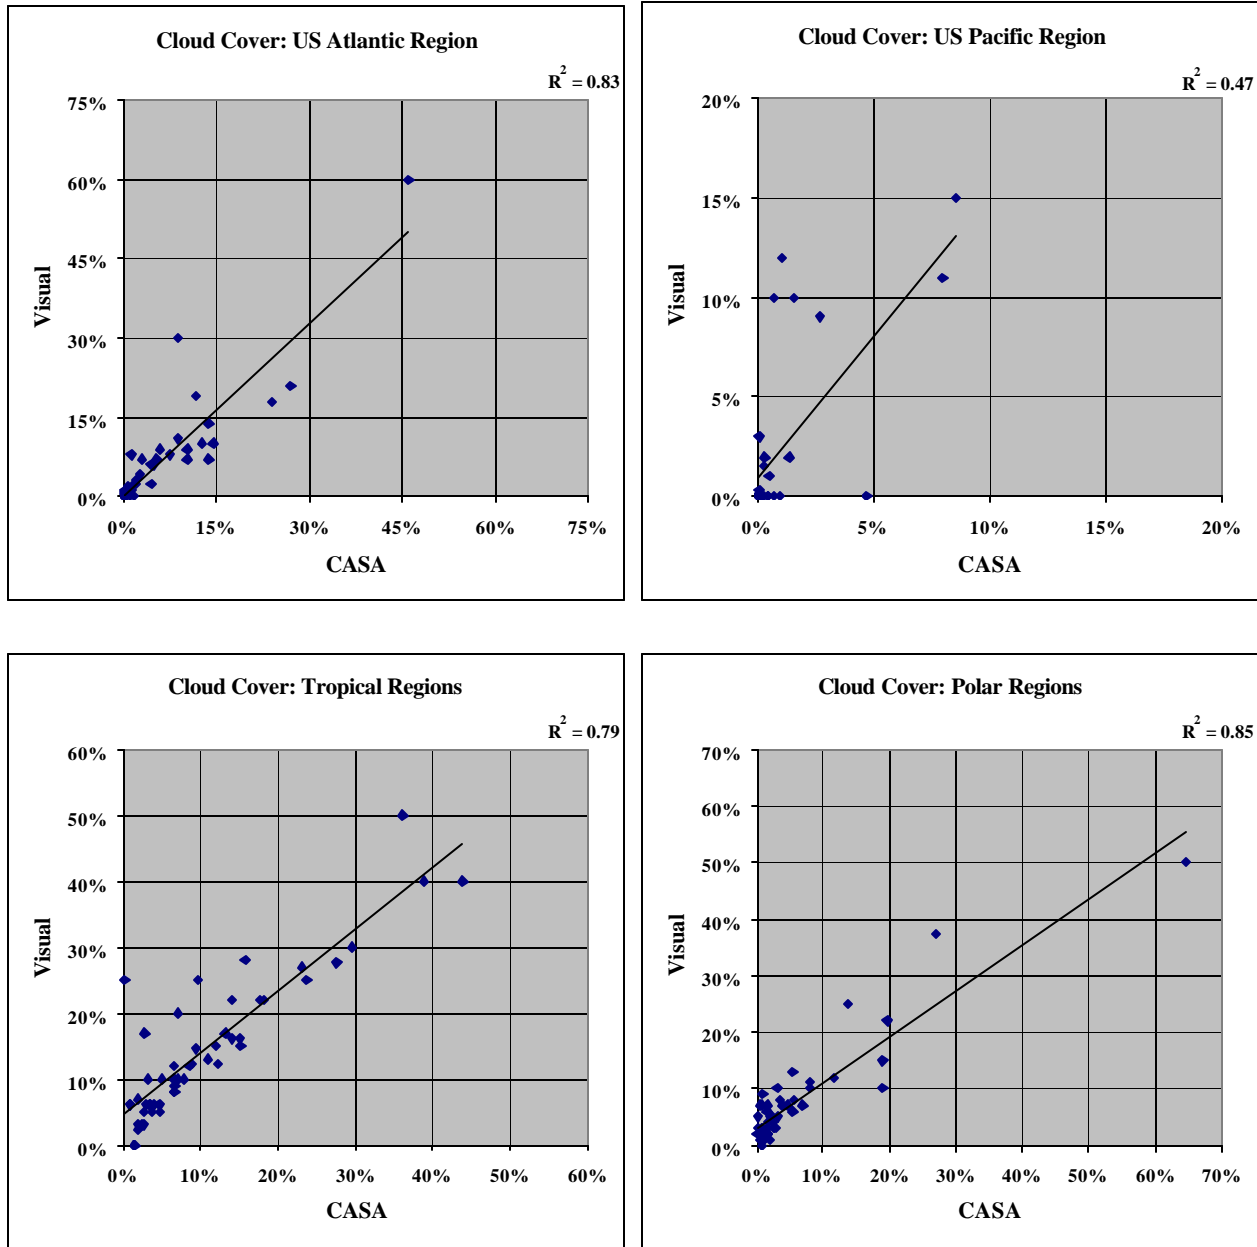 Cloud Cover: US Atlantic Region
R2 = 0.83
75%
60%
45%
30%
15%
0%
Visual
0% 15% 30% 45% 60% 75%
CASA
Cloud Cover: US Pacific Region
R2 = 0.47
20%
15%
10%
5%
0%
Visual
0% 5% 10% 15% 20%
CASA
Cloud Cover: Tropical Regions
R2 = 0.79
60%
50%
40%
30%
20%
10%
0%
Visual
0% 10% 20% 30% 40% 50% 60%
CASA
Cloud Cover: Polar Regions
R2 = 0.85
70%
60%
50%
40%
30%
20%
10%
0%
Visual
0% 10% 20% 30% 40% 50% 60% 70%
CASA